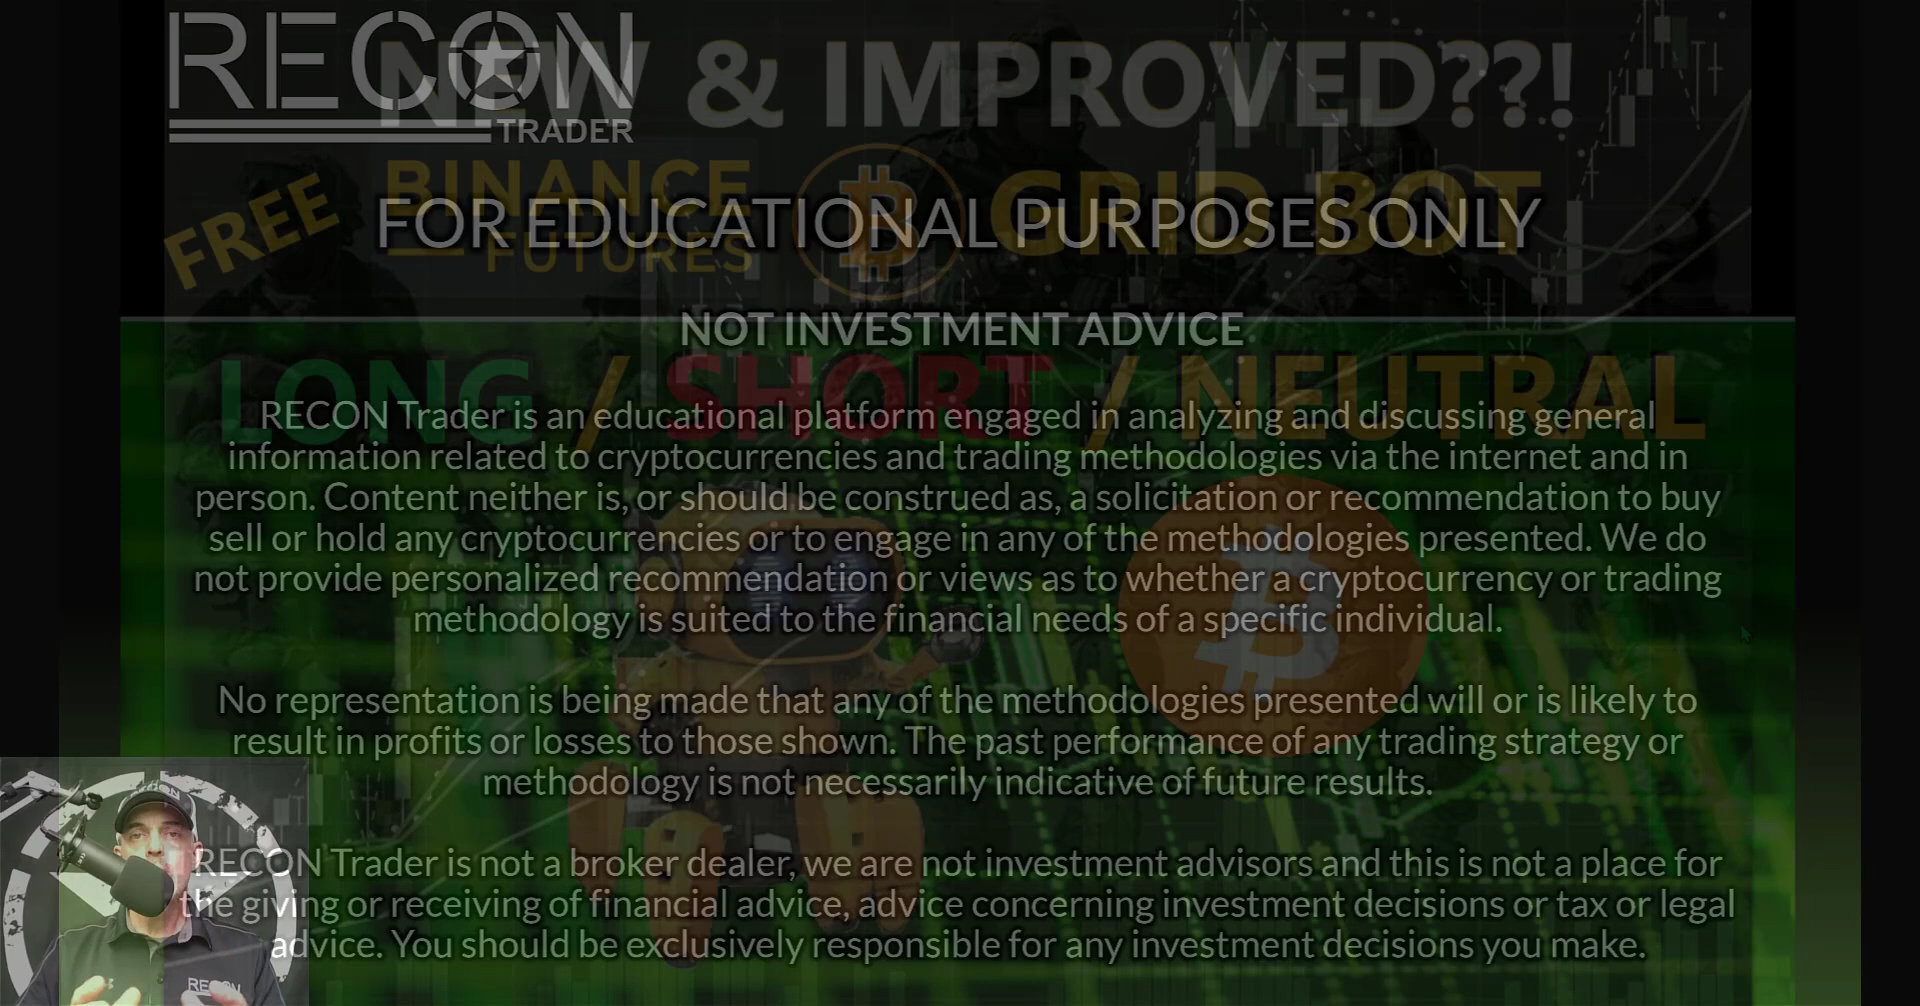 RECON
TRADER
NEW & IMPROVED??!
FREE
BINANCE
FUTURES
GRID BOT
FOR EDUCATIONAL PURPOSES ONLY
NOT INVESTMENT ADVICE
LONG / SHORT / NEUTRAL
RECON Trader is an educational platform engaged in analyzing and discussing general
information related to cryptocurrencies and trading methodologies via the internet and in
person. Content neither is, or should be construed as, a solicitation or recommendation to buy
sell or hold any cryptocurrencies or to engage in any of the methodologies presented. We do
not provide personalized recommendation or views as to whether a cryptocurrency or trading
methodology is suited to the financial needs of a specific individual.
No representation is being made that any of the methodologies presented will or is likely to
result in profits or losses to those shown. The past performance of any trading strategy or
methodology is not necessarily indicative of future results.
RECON Trader is not a broker dealer, we are not investment advisors and this is not a place for
the giving or receiving of financial advice, advice concerning investment decisions or tax or legal
advice. You should be exclusively responsible for any investment decisions you make.
RECON
RECON